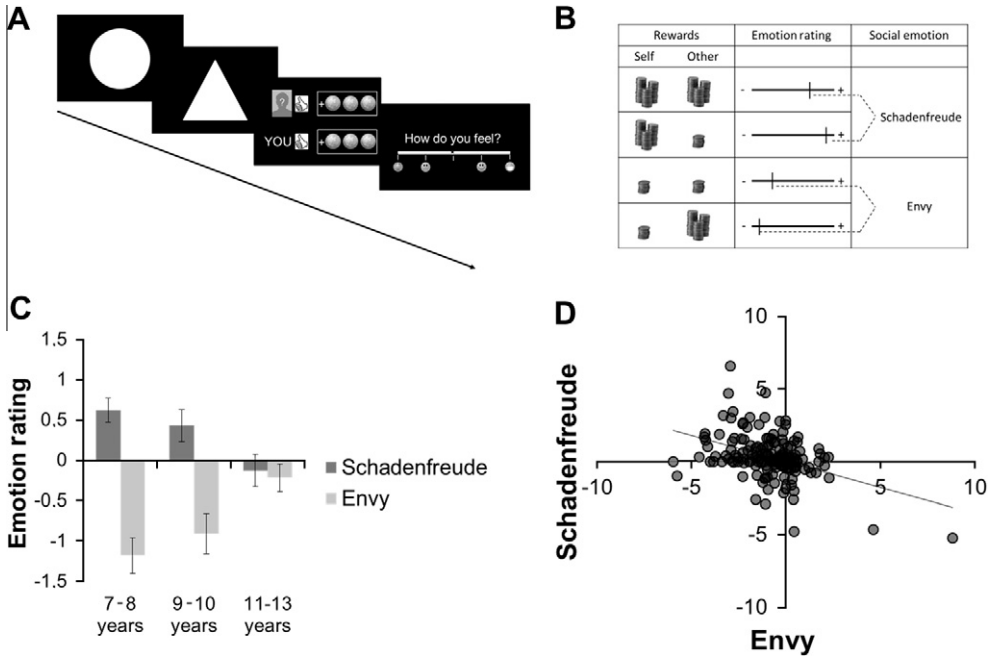 A
?
+
YOU
+
How do you feel?
B
Rewards
Emotion rating
Social emotion
Self
Other
- +
- +
Schadenfreude
- +
- +
Envy
C
Emotion rating
1.5
1
0.5
0
-0.5
-1
-1.5
7-8
years
9-10
years
11-13
years
Schadenfreude
Envy
D
Schadenfreude
10
5
-10
-5
5
10
-5
-10
Envy